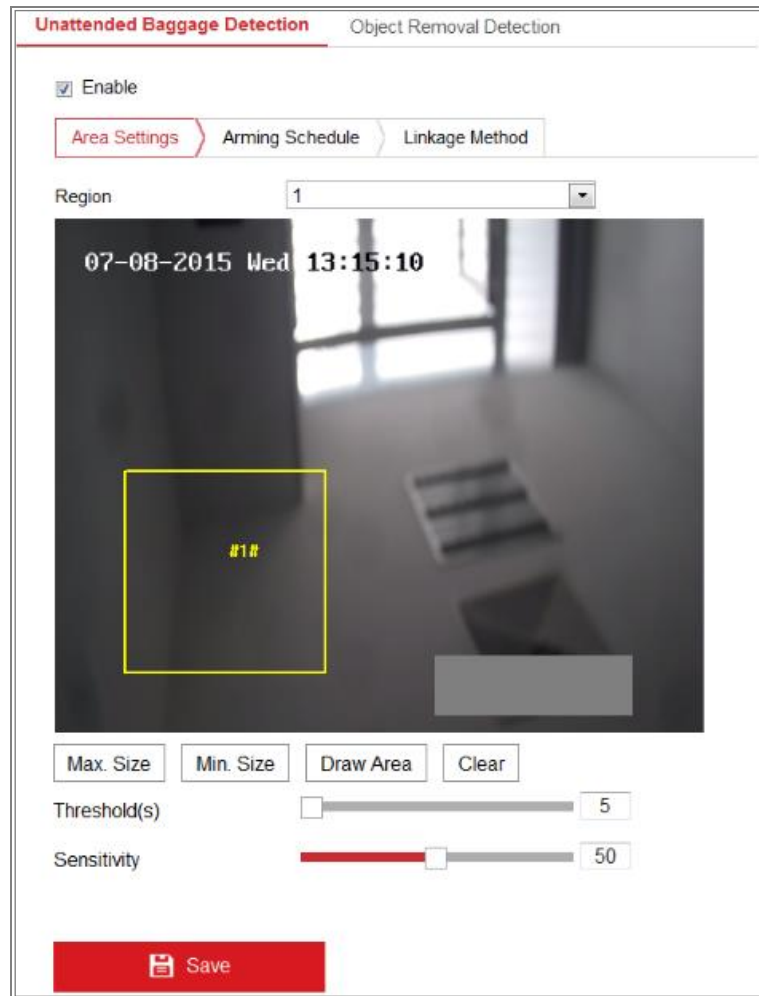 Unattended Baggage Detection Object Removal Detection
Enable
Area Settings Arming Schedule Linkage Method
Region 1
07-08-2015 Wed 13:15:10
#1#
Max. Size Min. Size Draw Area Clear
Threshold(s) 5
Sensitivity 50
Save